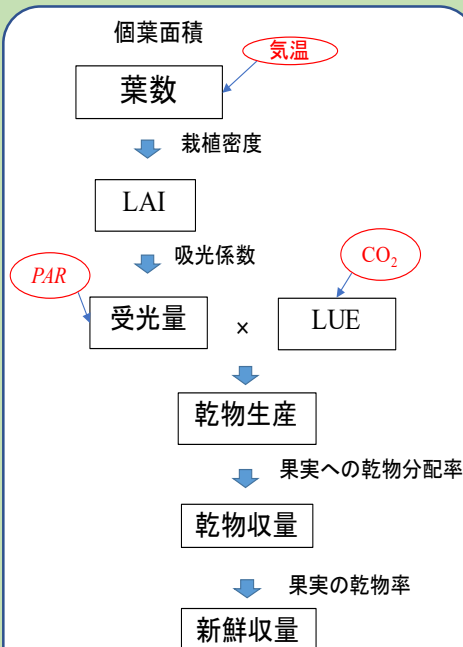 個葉面積
気温
葉数
栽植密度
LAI
吸光係数
PAR
CO₂
受光量
×
LUE
乾物生産
果実への乾物分配率
乾物収量
果実の乾物率
新鮮収量